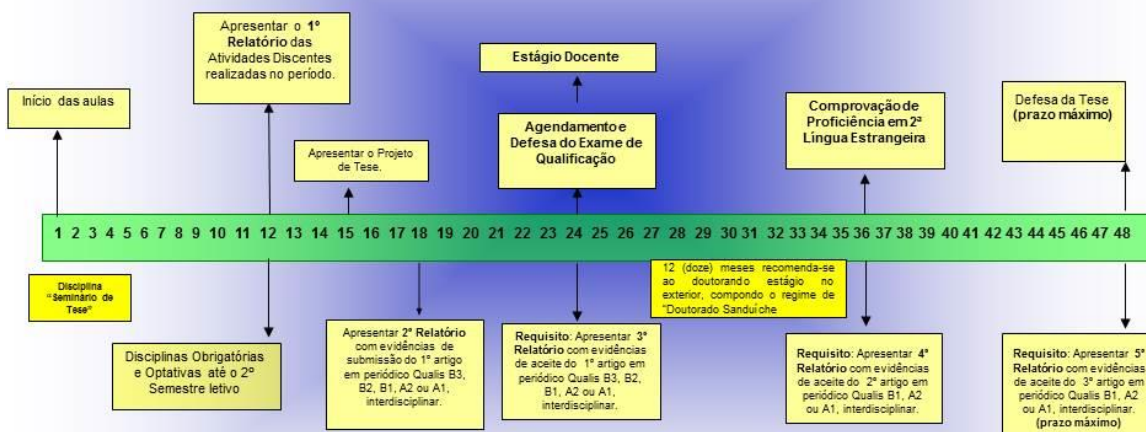 Início das aulas
Apresentar o 1º
Relatório das
Atividades Discentes
realizadas no período.
Apresentar o Projeto
de Tese.
Estágio Docente
Agendamento e
Defesa do Exame de
Qualificação
Comprovação de
Proficiência em 2ª
Língua Estrangeira
Defesa da Tese
(prazo máximo)
1 2 3 4 5 6 7 8 9 10 11 12 13 14 15 16 17 18 19 20 21 22 23 24 25 26 27 28 29 30 31 32 33 34 35 36 37 38 39 40 41 42 43 44 45 46 47 48
Disciplina
"Seminário de
Tese"
Disciplinas Obrigatórias
e Optativas até o 2º
Semestre letivo
Apresentar 2º Relatório
com evidências de
submissão do 1º artigo
em periódico Qualis B3,
B2, B1, A2 ou A1,
interdisciplinar.
Requisito: Apresentar 3º
Relatório com evidências
de aceite do 1º artigo em
periódico Qualis B3, B2,
B1, A2 ou A1,
interdisciplinar.
12 (doze) meses recomenda-se
ao doutorando estágio no
exterior, compondo o regime de
"Doutorado Sanduíche
Requisito: Apresentar 4º
Relatório com evidências
de aceite do 2º artigo em
periódico Qualis B1, A2
ou A1, interdisciplinar.
Requisito: Apresentar 5º
Relatório com evidências
de aceite do 3º artigo em
periódico Qualis B1, A2
ou A1, interdisciplinar.
(prazo máximo)